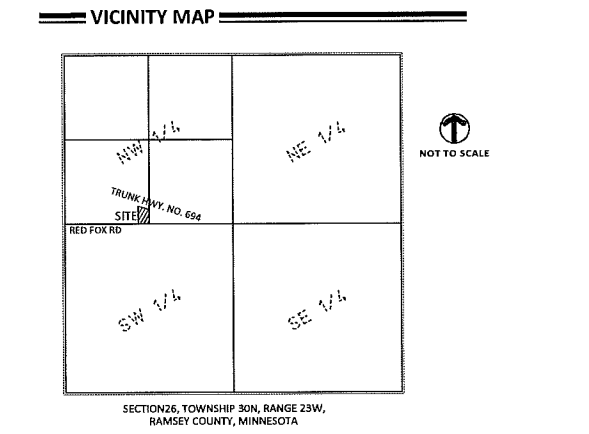 VICINITY MAP
NW 1/4
NE 1/4
NOT TO SCALE
TRUNK HWY. NO. 694
SITE
RED FOX RD
SW 1/4
SE 1/4
SECTION26, TOWNSHIP 30N, RANGE 23W,
RAMSEY COUNTY, MINNESOTA